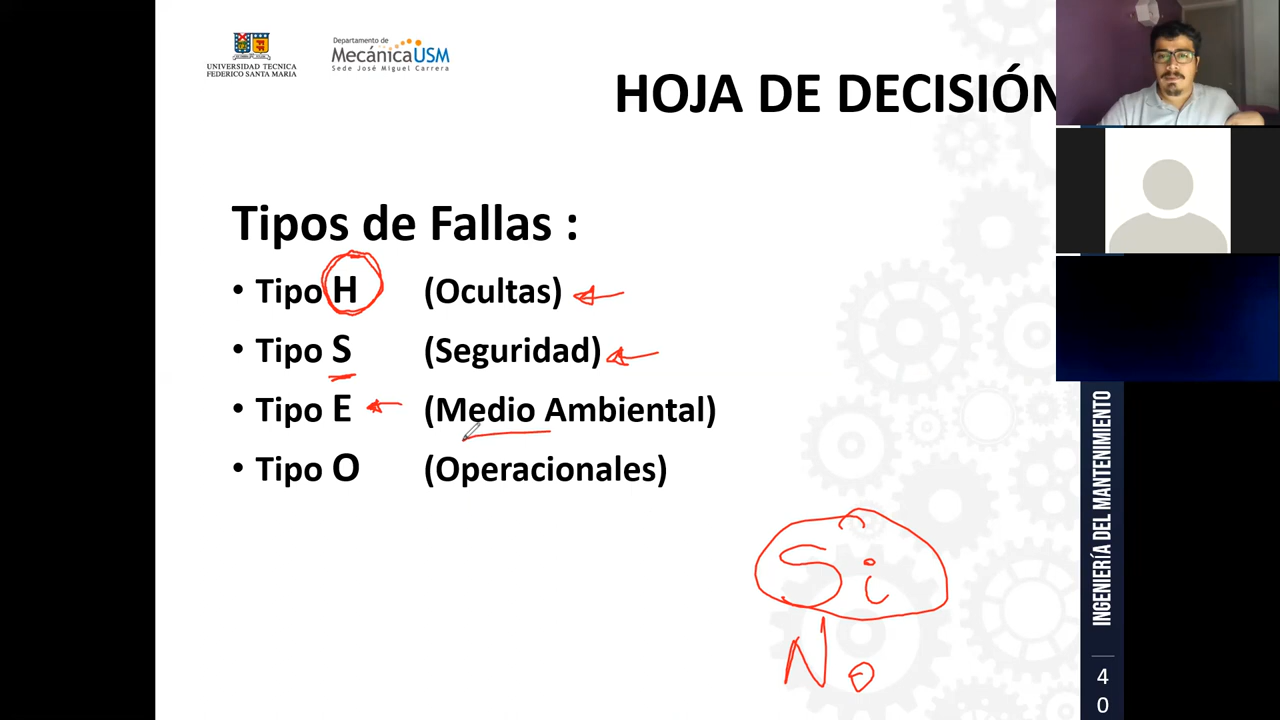 UNIVERSIDAD TECNICA
FEDERICO SANTA MARIA
Departamento de
MecánicaUSM
Sede José Miguel Carrera
HOJA DE DECISIÓN
Tipos de Fallas :
• Tipo H (Ocultas)
• Tipo S (Seguridad)
• Tipo E (Medio Ambiental)
• Tipo O (Operacionales)
Si
No
INGENIERÍA DEL MANTENIMIENTO
4
0